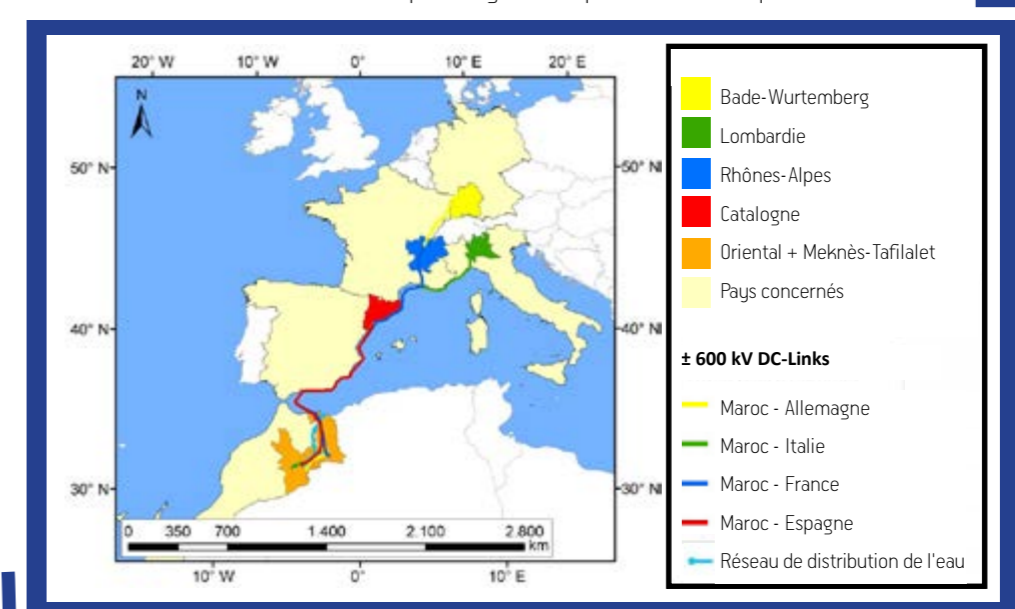 20° W 10° W 0° 10° E 20° E
N
50° N 50° N
40° N 40° N
30° N 30° N
0 350 700 1.400 2.100 2.800
km
10° W 0° 10° E
Bade-Wurtemberg
Lombardie
Rhônes-Alpes
Catalogne
Oriental + Meknès-Tafilalet
Pays concernés
± 600 kV DC-Links
Maroc - Allemagne
Maroc - Italie
Maroc - France
Maroc - Espagne
Réseau de distribution de l'eau